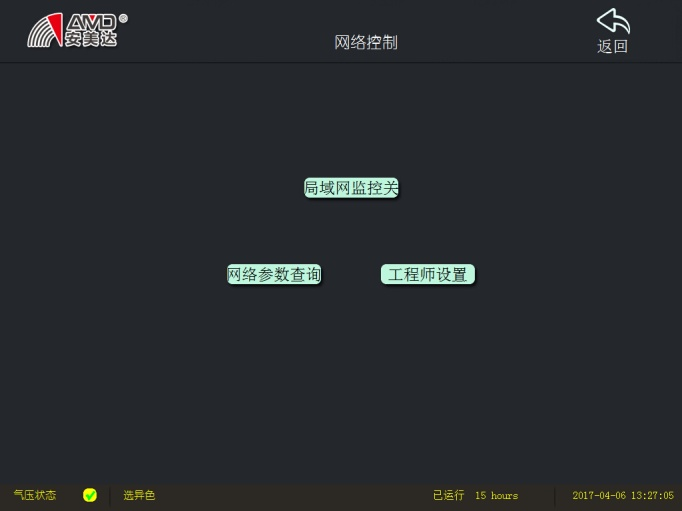 AMD®
安美达
网络控制
返回
局域网监控关
网络参数查询 工程师设置
气压状态 选异色 已运行 15 hours 2017-04-06 13:27:05